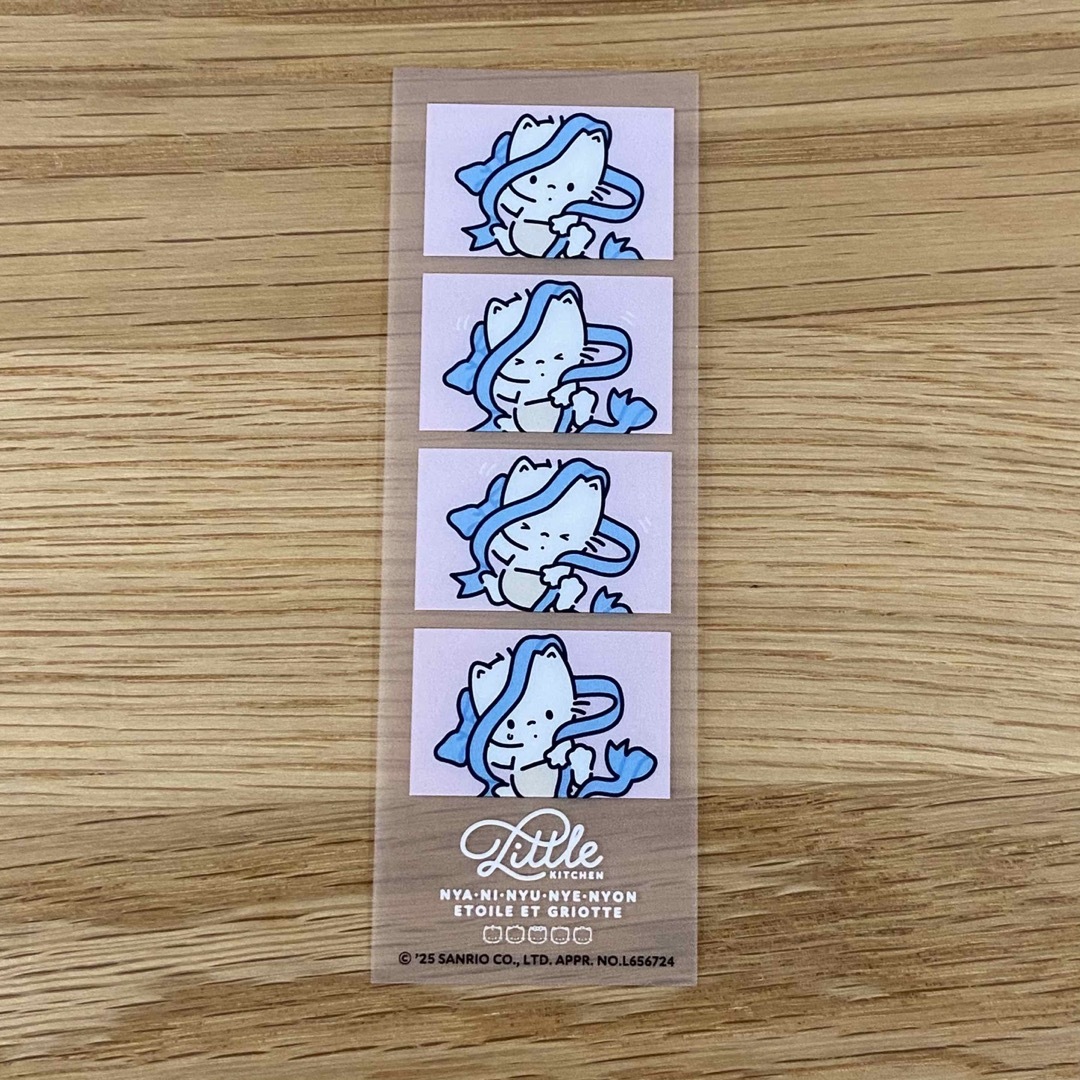 Little
KITCHEN
NYA•NI•NYU•NYE•NYON
ETOILE ET GRIOTTE
© '25 SANRIO CO., LTD. APPR. NO.L656724